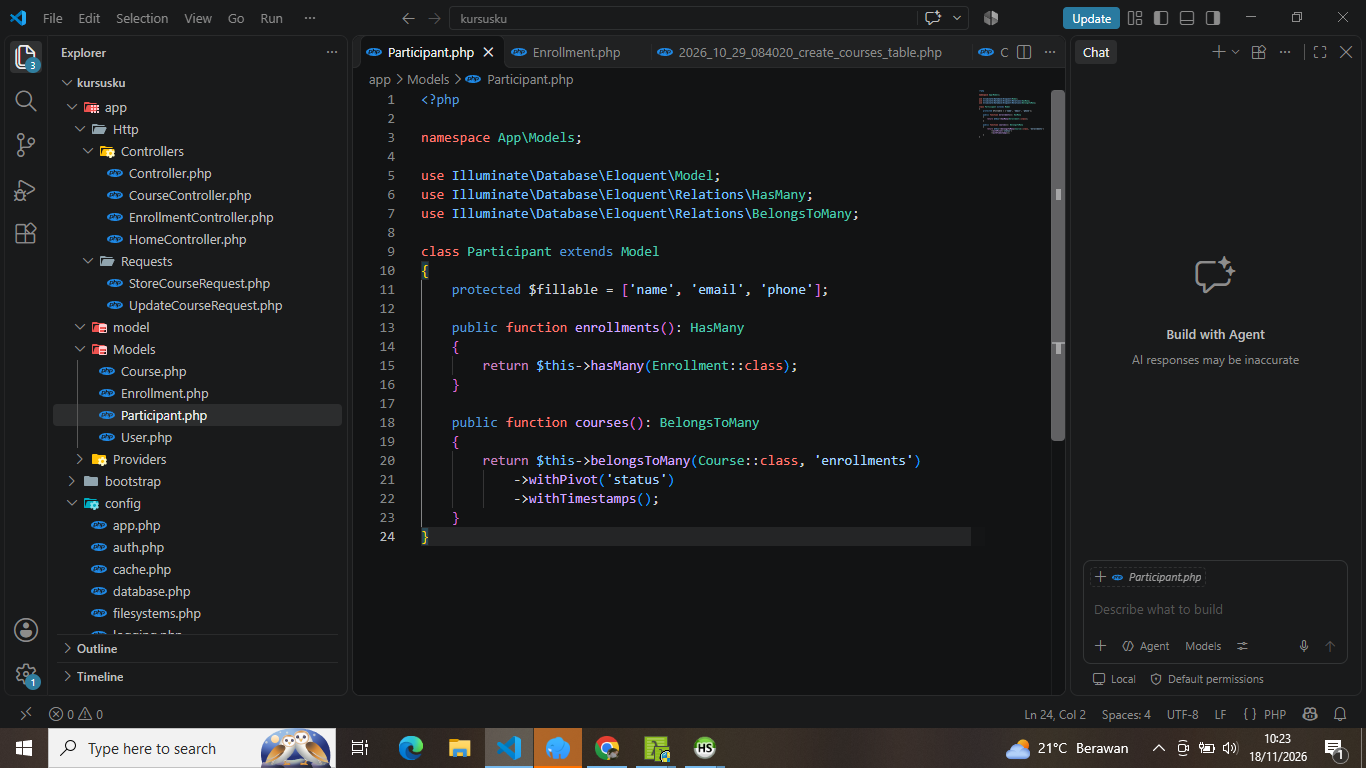 File Edit Selection View Go Run ···
kursusku
Update
Explorer ···
kursusku
app
Http
Controllers
Controller.php
CourseController.php
EnrollmentController.php
HomeController.php
Requests
StoreCourseRequest.php
UpdateCourseRequest.php
model
Models
Course.php
Enrollment.php
Participant.php
User.php
Providers
bootstrap
config
app.php
auth.php
cache.php
database.php
filesystems.php
logging.php
Outline
Timeline
Participant.php Enrollment.php 2026_10_29_084020_create_courses_table.php C ···
app > Models > Participant.php
1 <?php
2
3 namespace App\Models;
4
5 use Illuminate\Database\Eloquent\Model;
6 use Illuminate\Database\Eloquent\Relations\HasMany;
7 use Illuminate\Database\Eloquent\Relations\BelongsToMany;
8
9 class Participant extends Model
10 {
11 protected $fillable = ['name', 'email', 'phone'];
12
13 public function enrollments(): HasMany
14 {
15 return $this->hasMany(Enrollment::class);
16 }
17
18 public function courses(): BelongsToMany
19 {
20 return $this->belongsToMany(Course::class, 'enrollments')
21 ->withPivot('status')
22 ->withTimestamps();
23 }
24 }
Chat
Build with Agent
AI responses may be inaccurate
Participant.php
Describe what to build
Agent Models
Local Default permissions
3
1
0 0
Ln 24, Col 2 Spaces: 4 UTF-8 LF { } PHP
Type here to search
HS
21°C Berawan
10:23
18/11/2026
1